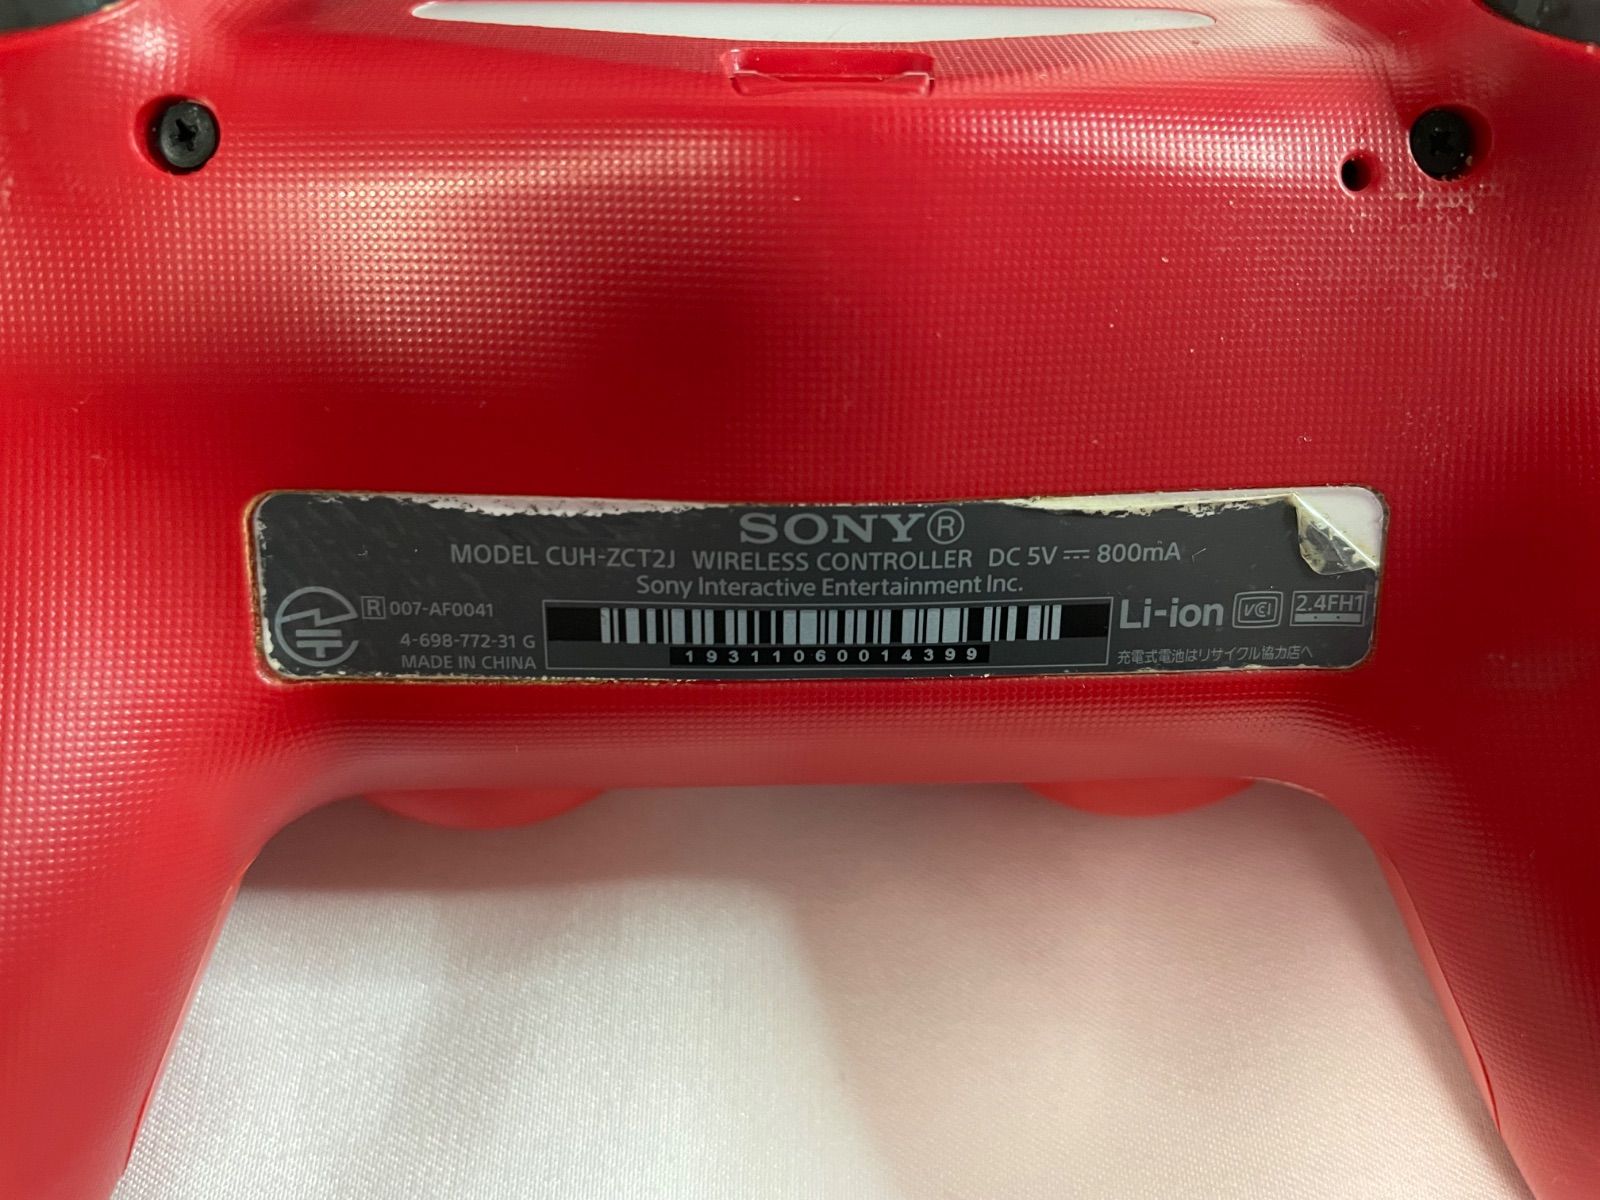 SONY®
MODEL CUH-ZCT2J WIRELESS CONTROLLER DC 5V ⎓ 800mA
Sony Interactive Entertainment Inc.
R 007-AF0041
4-698-772-31 G
MADE IN CHINA
19311060014399
Li-ion VCCI 2.4FH1
充電式電池はリサイクル協力店へ